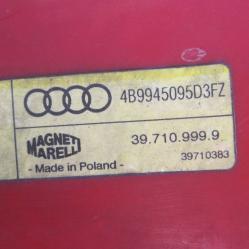 4B9945095D3FZ
MAGNETI
MARELLI
39.710.999.9
- Made in Poland -
39710383